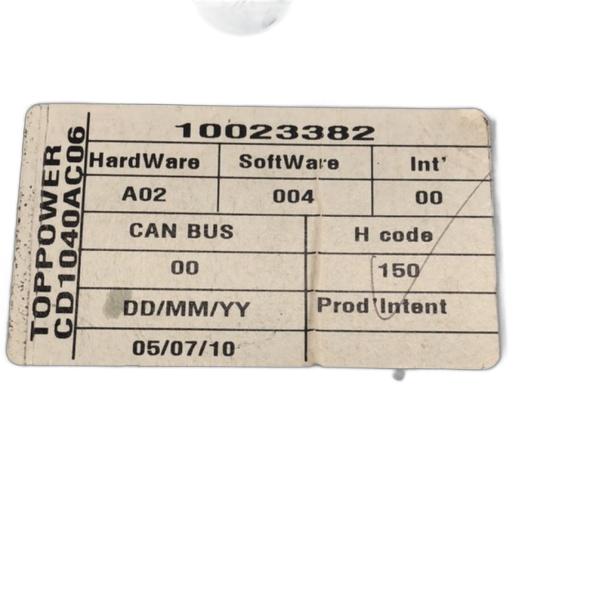 TOPPOWER
CD1040AC06
10023382
HardWare SoftWare Int'
A02 004 00
CAN BUS H code
00 150
DD/MM/YY Prod'Intent
05/07/10